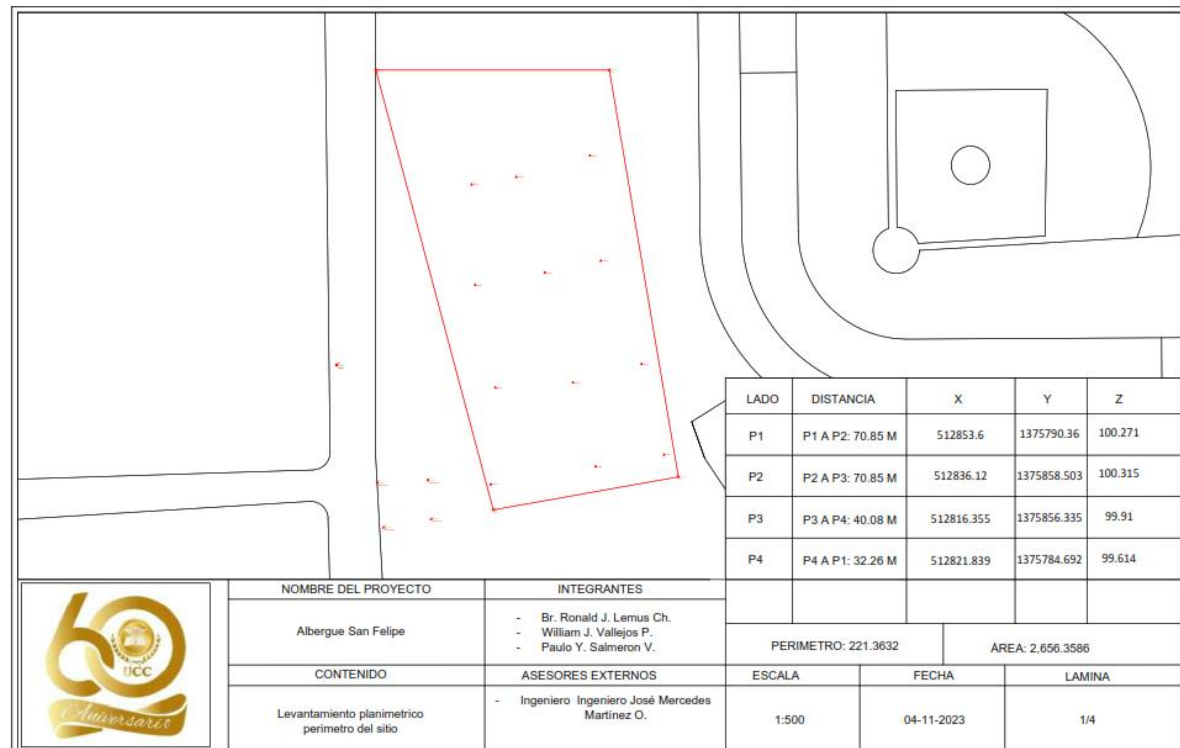 LADO DISTANCIA X Y Z
P1 P1 A P2: 70.85 M 512853.6 1375790.36 100.271
P2 P2 A P3: 70.85 M 512836.12 1375858.503 100.315
P3 P3 A P4: 40.08 M 512816.355 1375856.335 99.91
P4 P4 A P1: 32.26 M 512821.839 1375784.692 99.614
PERIMETRO: 221.3632 ÁREA: 2,656.3586
60
UCC
Aniversario
NOMBRE DEL PROYECTO
Albergue San Felipe
INTEGRANTES
- Br. Ronald J. Lemus Ch.
- William J. Vallejos P.
- Paulo Y. Salmeron V.
CONTENIDO
Levantamiento planimetrico
perimetro del sitio
ASESORES EXTERNOS
- Ingeniero Ingeniero José Mercedes
Martínez O.
ESCALA FECHA LAMINA
1:500 04-11-2023 1/4